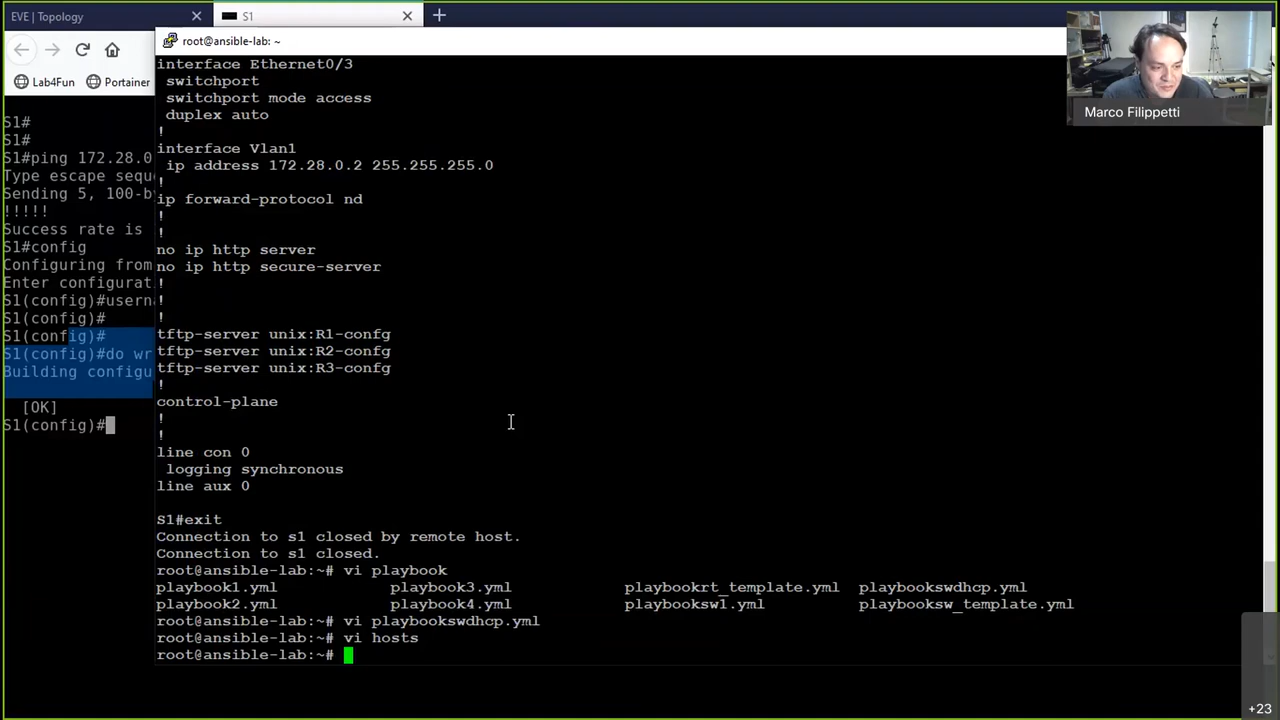 EVE | Topology
S1
root@ansible-lab: ~
Lab4Fun
Portainer
Marco Filippetti
S1#
S1#
S1#ping 172.28.0
Type escape sequ
Sending 5, 100-b
!!!!!
Success rate is
S1#config
Configuring from
Enter configurat
S1(config)#userna
S1(config)#
S1(config)#
S1(config)#do wr
Building configu
[OK]
S1(config)#
interface Ethernet0/3
switchport
switchport mode access
duplex auto
!
interface Vlan1
ip address 172.28.0.2 255.255.255.0
!
ip forward-protocol nd
!
!
no ip http server
no ip http secure-server
!
!
!
tftp-server unix:R1-confg
tftp-server unix:R2-confg
tftp-server unix:R3-confg
!
control-plane
!
!
line con 0
logging synchronous
line aux 0
S1#exit
Connection to s1 closed by remote host.
Connection to s1 closed.
root@ansible-lab:~# vi playbook
playbook1.yml playbook3.yml playbookrt_template.yml playbookswdhcp.yml
playbook2.yml playbook4.yml playbooksw1.yml playbooksw_template.yml
root@ansible-lab:~# vi playbookswdhcp.yml
root@ansible-lab:~# vi hosts
root@ansible-lab:~#
+23